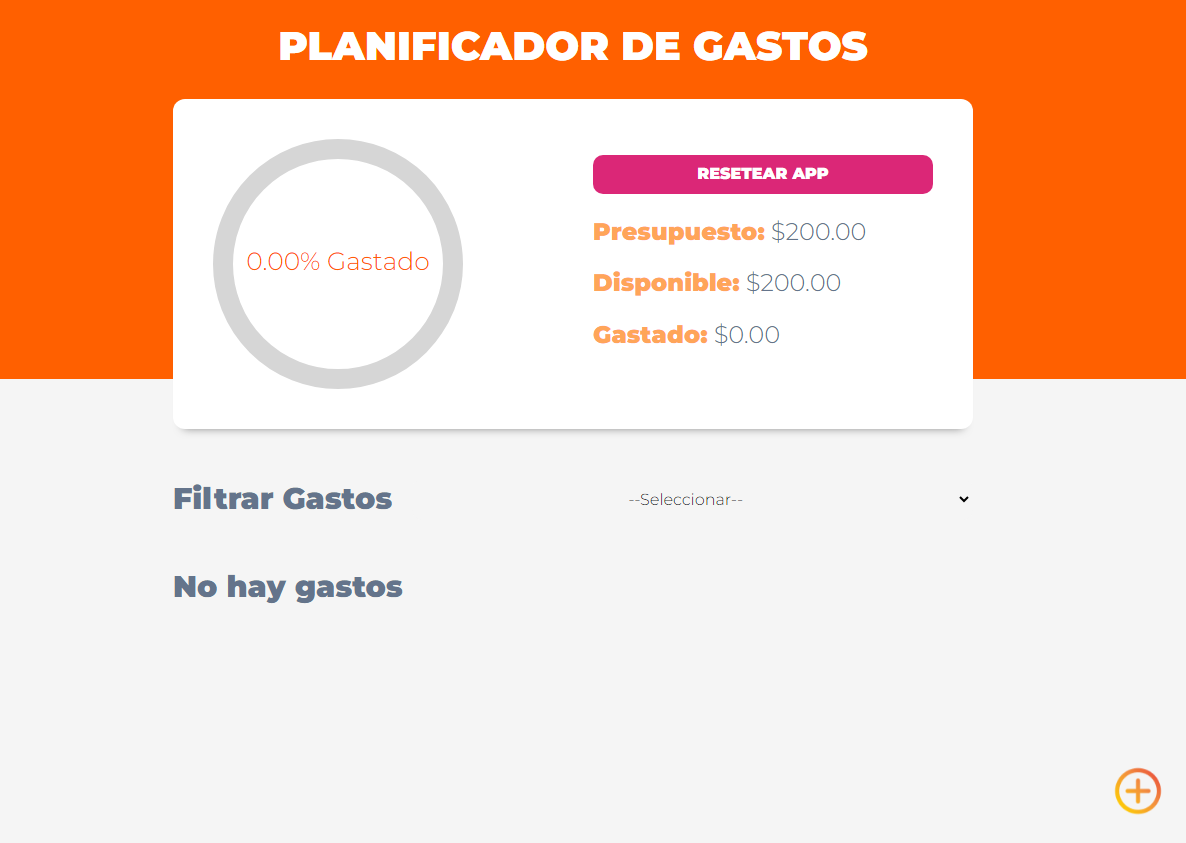 PLANIFICADOR DE GASTOS
0.00% Gastado
RESETEAR APP
Presupuesto: $200.00
Disponible: $200.00
Gastado: $0.00
Filtrar Gastos
--Seleccionar--
No hay gastos